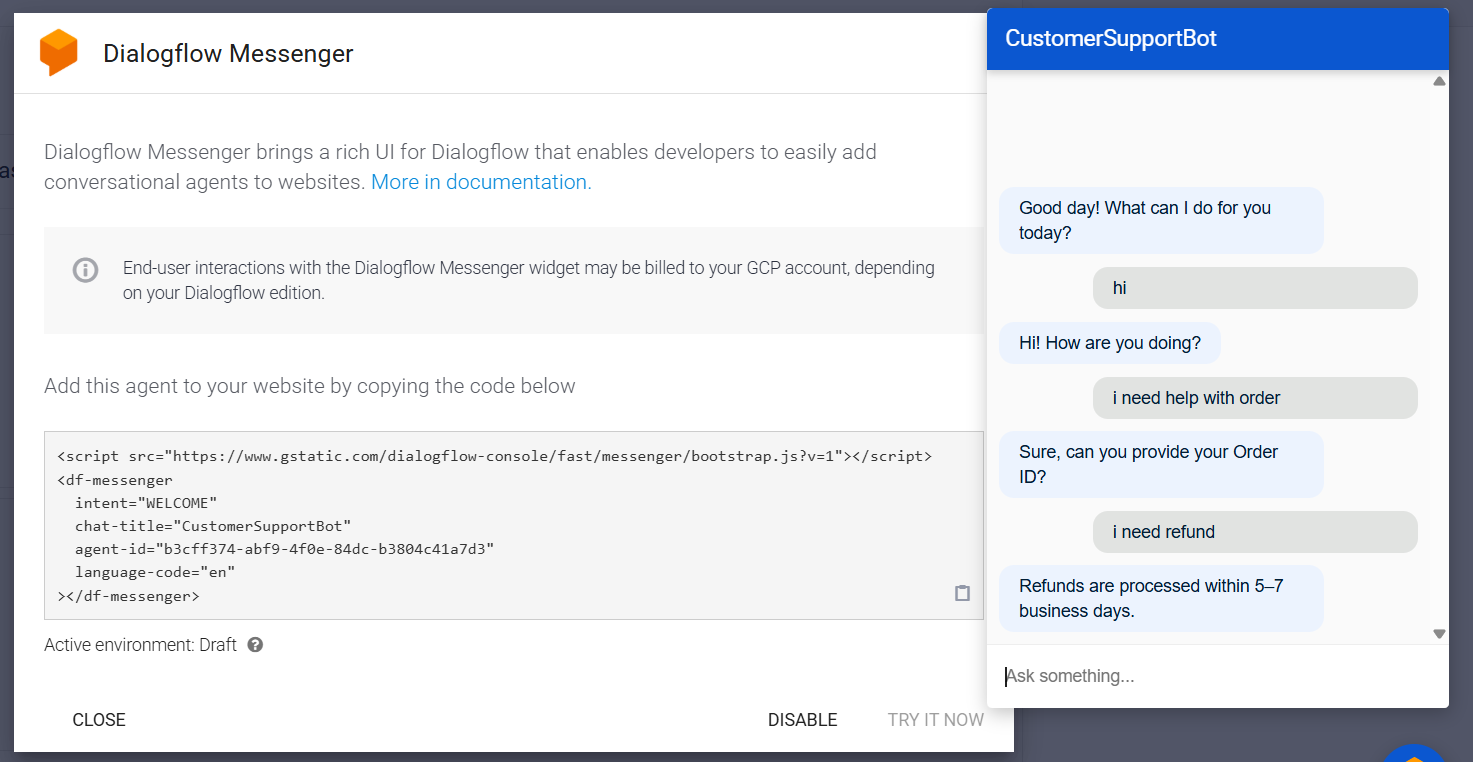 Dialogflow Messenger
Dialogflow Messenger brings a rich UI for Dialogflow that enables developers to easily add
conversational agents to websites. More in documentation.
End-user interactions with the Dialogflow Messenger widget may be billed to your GCP account, depending
on your Dialogflow edition.
Add this agent to your website by copying the code below
<script src="https://www.gstatic.com/dialogflow-console/fast/messenger/bootstrap.js?v=1"></script>
<df-messenger
  intent="WELCOME"
  chat-title="CustomerSupportBot"
  agent-id="b3cff374-abf9-4f0e-84dc-b3804c41a7d3"
  language-code="en"
></df-messenger>
Active environment: Draft
CLOSE
DISABLE
TRY IT NOW
CustomerSupportBot
Good day! What can I do for you
today?
hi
Hi! How are you doing?
i need help with order
Sure, can you provide your Order
ID?
i need refund
Refunds are processed within 5–7
business days.
Ask something...